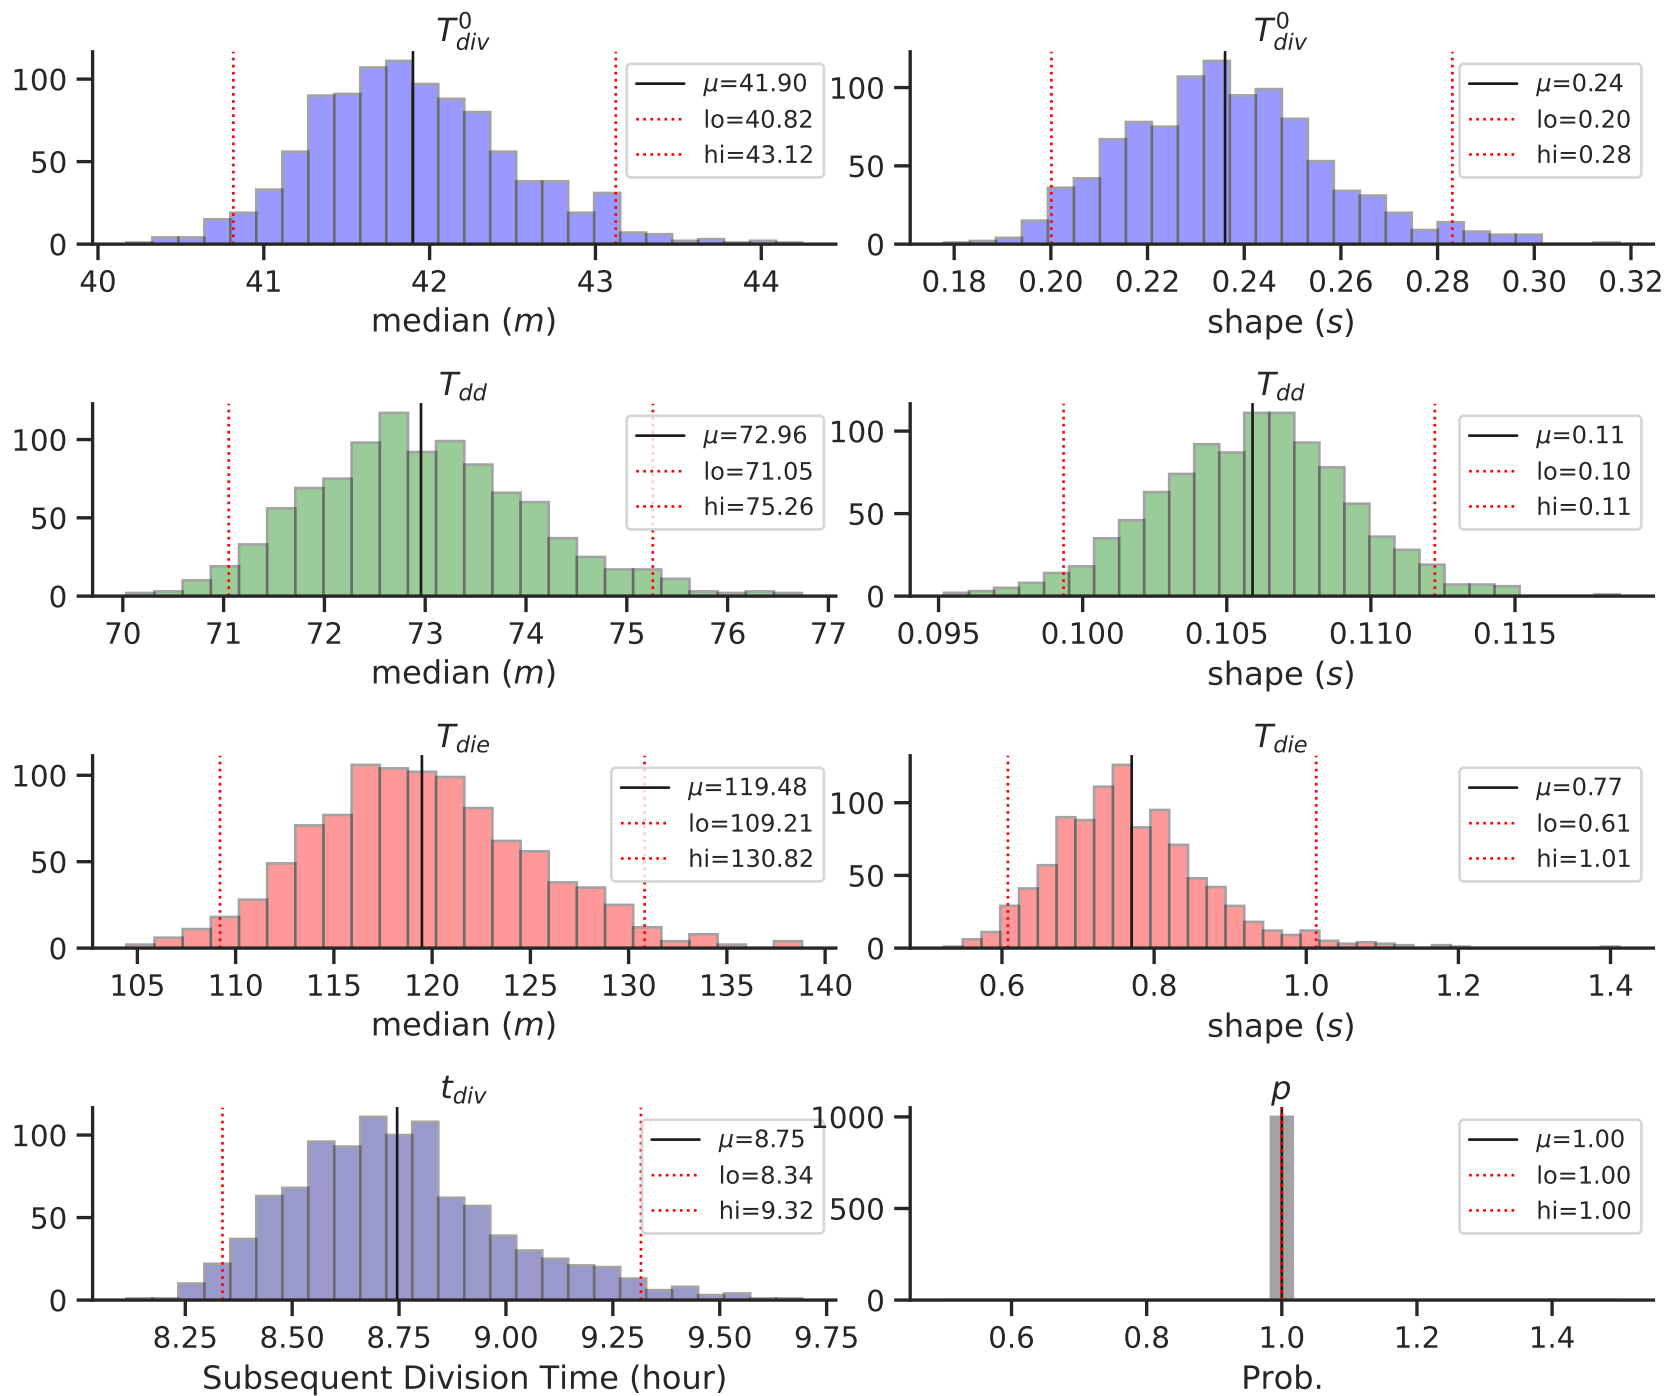 T⁰div
100
50
0
40 41 42 43 44
median (m)
μ=41.90
lo=40.82
hi=43.12
T⁰div
100
50
0
0.18 0.20 0.22 0.24 0.26 0.28 0.30 0.32
shape (s)
μ=0.24
lo=0.20
hi=0.28
Tdd
100
50
0
70 71 72 73 74 75 76 77
median (m)
μ=72.96
lo=71.05
hi=75.26
Tdd
100
50
0
0.095 0.100 0.105 0.110 0.115
shape (s)
μ=0.11
lo=0.10
hi=0.11
Tdie
100
50
0
105 110 115 120 125 130 135 140
median (m)
μ=119.48
lo=109.21
hi=130.82
Tdie
100
50
0
0.6 0.8 1.0 1.2 1.4
shape (s)
μ=0.77
lo=0.61
hi=1.01
tdiv
100
50
0
8.25 8.50 8.75 9.00 9.25 9.50 9.75
Subsequent Division Time (hour)
μ=8.75
lo=8.34
hi=9.32
p
1000
500
0
0.6 0.8 1.0 1.2 1.4
Prob.
μ=1.00
lo=1.00
hi=1.00